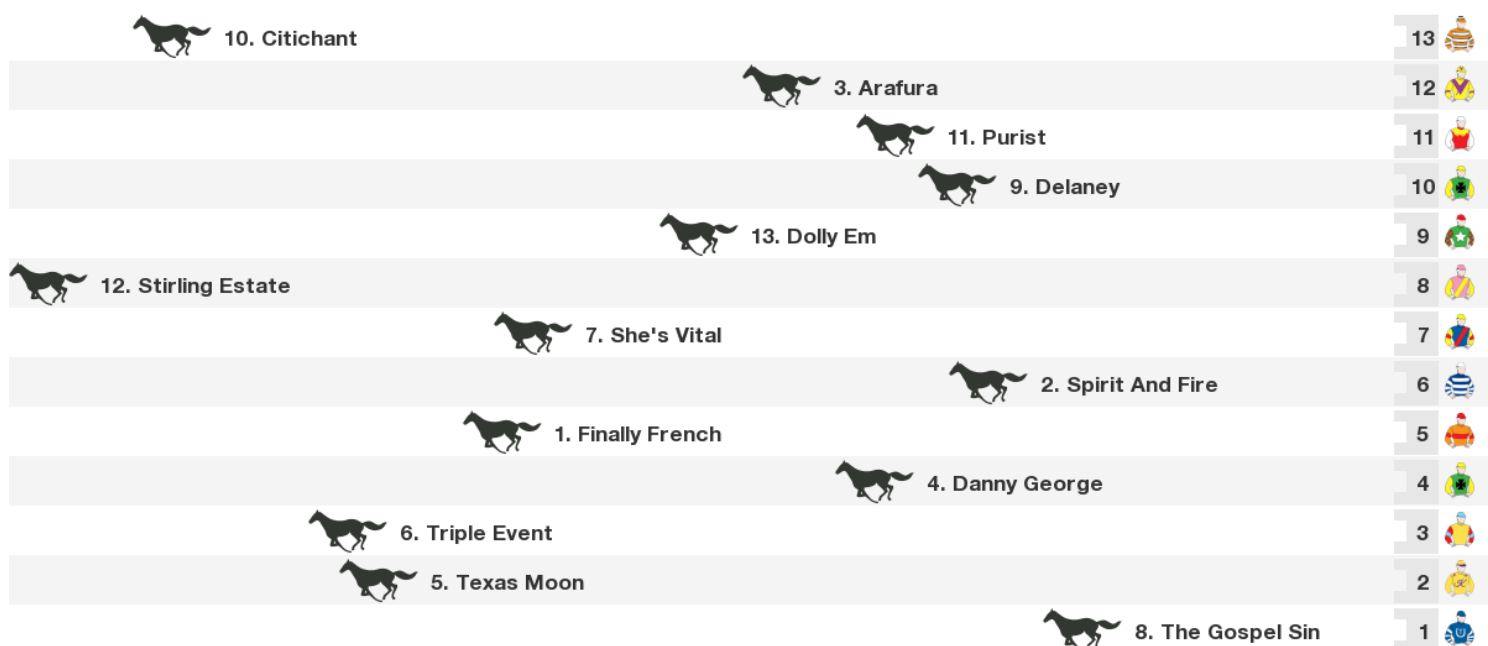 10. Citichant 13
3. Arafura 12
11. Purist 11
9. Delaney 10
13. Dolly Em 9
12. Stirling Estate 8
7. She's Vital 7
2. Spirit And Fire 6
1. Finally French 5
4. Danny George 4
6. Triple Event 3
5. Texas Moon 2
8. The Gospel Sin 1